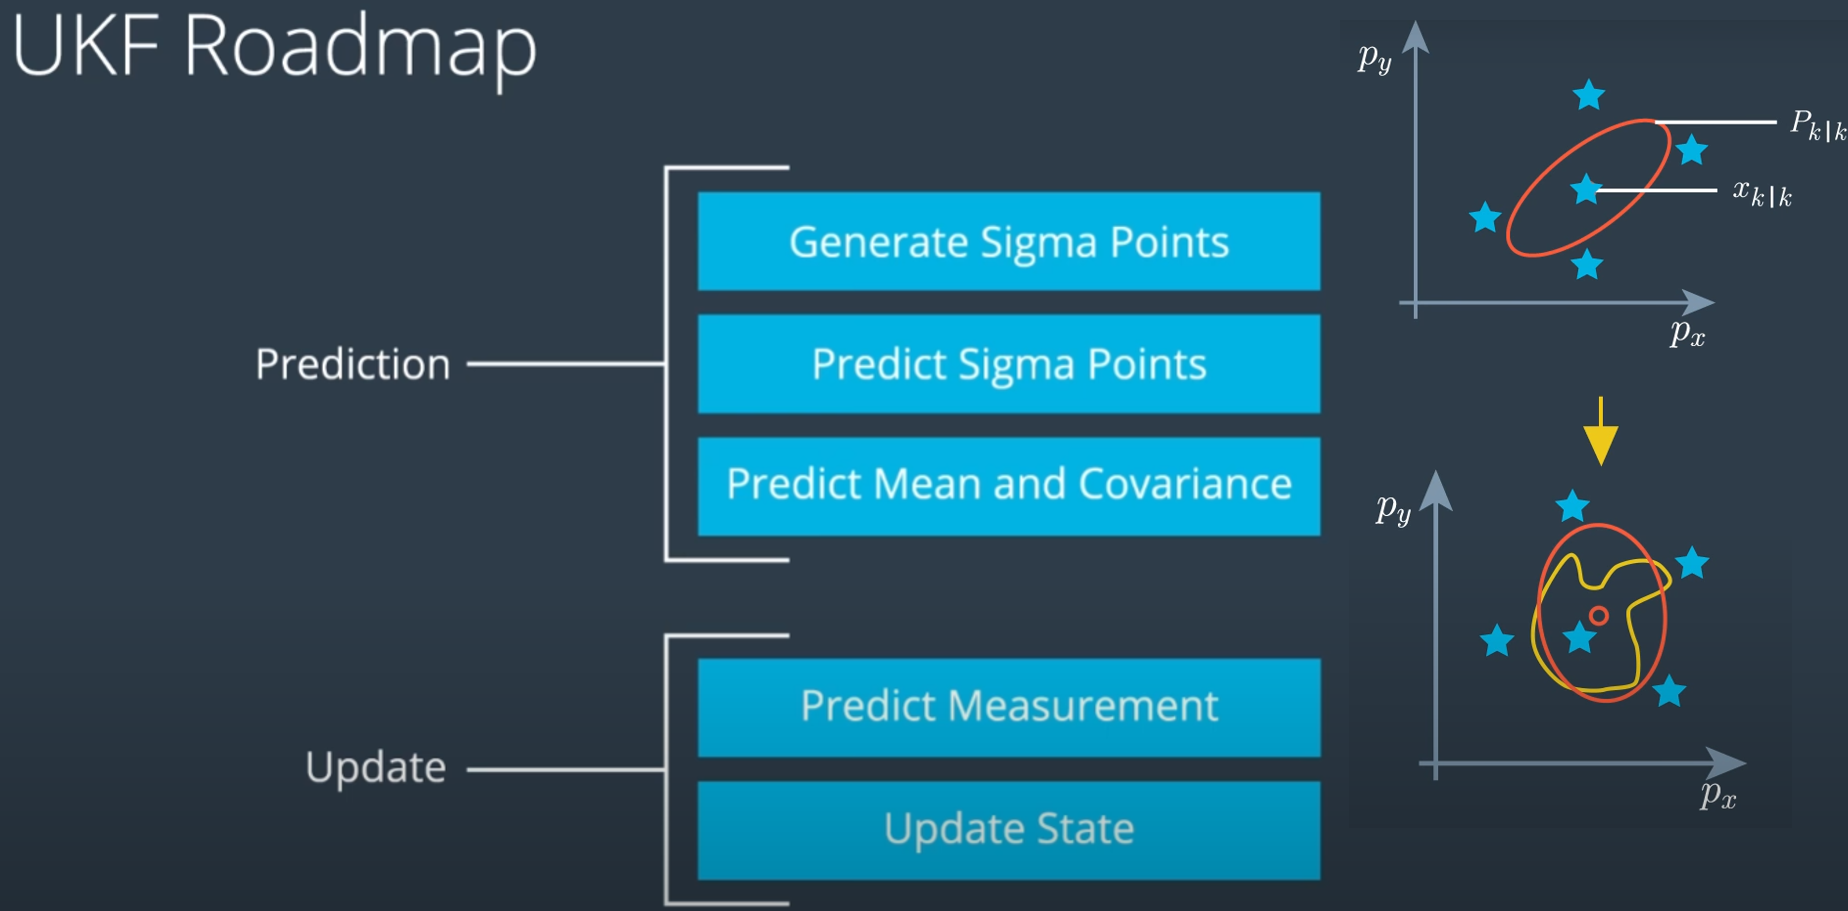 UKF Roadmap
Prediction
Generate Sigma Points
Predict Sigma Points
Predict Mean and Covariance
Update
Predict Measurement
Update State
p_y
P_{k|k}
x_{k|k}
p_x
p_y
p_x